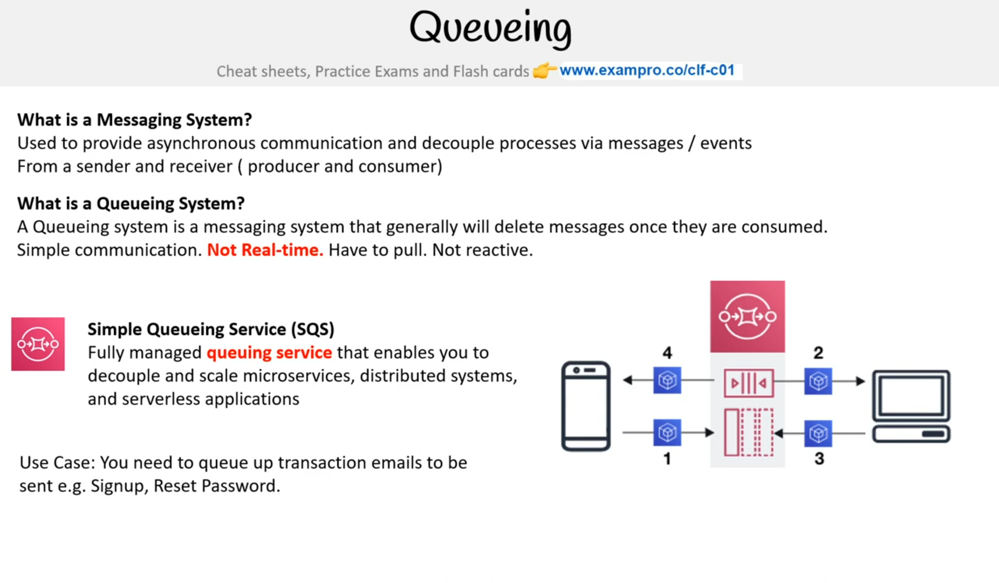 Queueing
Cheat sheets, Practice Exams and Flash cards 👉 www.exampro.co/clf-c01
What is a Messaging System?
Used to provide asynchronous communication and decouple processes via messages / events
From a sender and receiver ( producer and consumer)
What is a Queueing System?
A Queueing system is a messaging system that generally will delete messages once they are consumed.
Simple communication. Not Real-time. Have to pull. Not reactive.
Simple Queueing Service (SQS)
Fully managed queuing service that enables you to
decouple and scale microservices, distributed systems,
and serverless applications
Use Case: You need to queue up transaction emails to be
sent e.g. Signup, Reset Password.
4
2
1
3